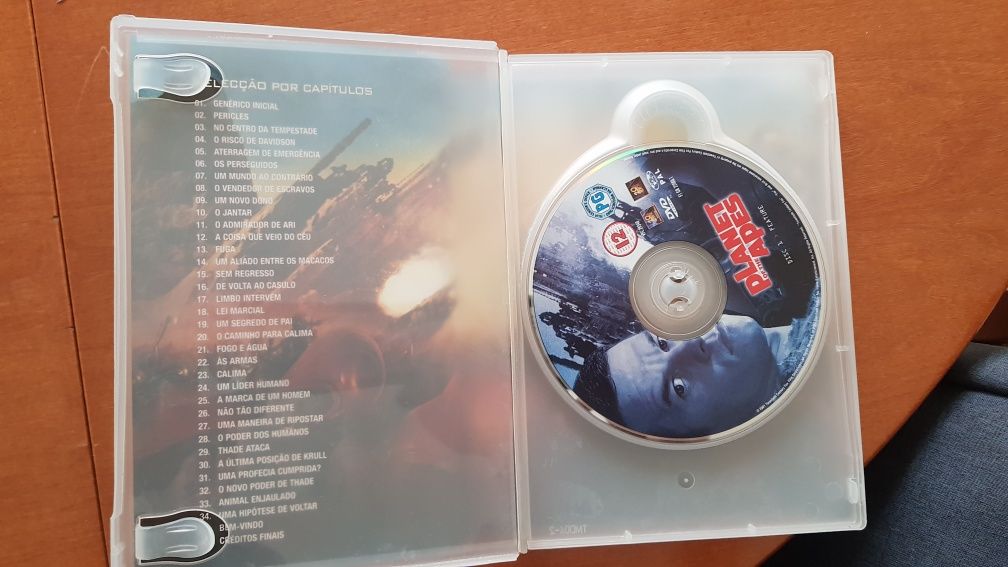 ELECÇÃO POR CAPÍTULOS
01. GENÉRICO INICIAL
02. PERICLES
03. NO CENTRO DA TEMPESTADE
04. O RISCO DE DAVIDSON
05. ATERRAGEM DE EMERGÊNCIA
06. OS PERSEGUIDOS
07. UM MUNDO AO CONTRÁRIO
08. O VENDEDOR DE ESCRAVOS
09. UM NOVO DONO
10. O JANTAR
11. O ADMIRADOR DE ARI
12. A COISA QUE VEIO DO CÉU
13. FUGA
14. UM ALIADO ENTRE OS MACACOS
15. SEM REGRESSO
16. DE VOLTA AO CASULO
17. LIMBO INTERVÉM
18. LEI MARCIAL
19. UM SEGREDO DE PAI
20. O CAMINHO PARA CALIMA
21. FOGO E ÁGUA
22. ÀS ARMAS
23. CALIMA
24. UM LÍDER HUMANO
25. A MARCA DE UM HOMEM
26. NÃO TÃO DIFERENTE
27. UMA MANEIRA DE RIPOSTAR
28. O PODER DOS HUMANOS
29. THADE ATACA
30. A ÚLTIMA POSIÇÃO DE KRULL
31. UMA PROFECIA CUMPRIDA?
32. O NOVO PODER DE THADE
33. ANIMAL ENJAULADO
34. UMA HIPÓTESE DE VOLTAR
BEM-VINDO
CRÉDITOS FINAIS
PLANET
OF THE
APES
DISC 1 FEATURE
PG
12
DVD
PAL